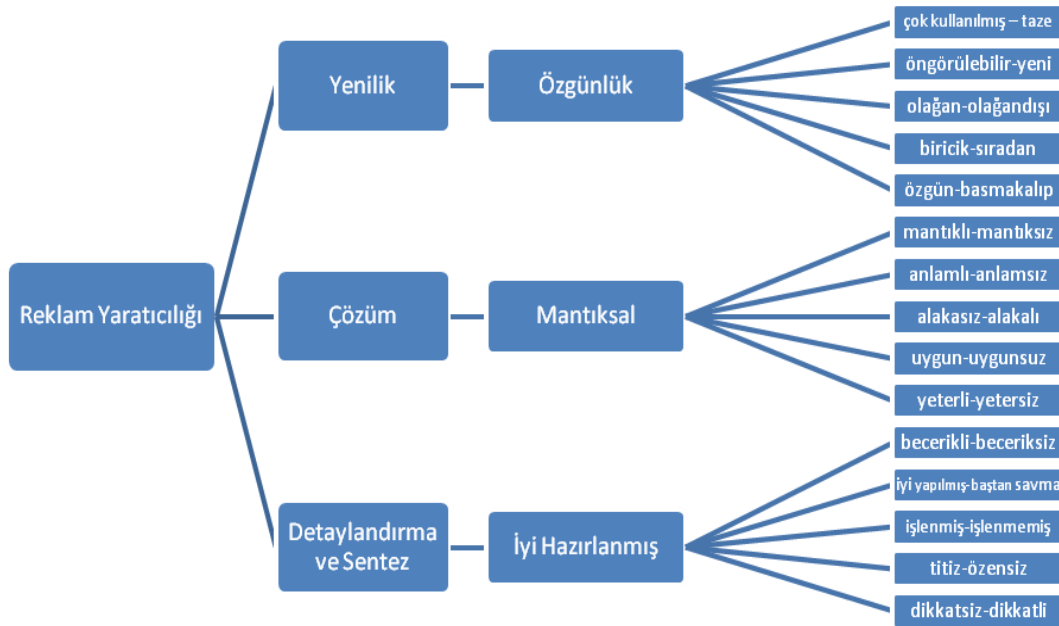 Reklam Yaratıcılığı
Yenilik
Özgünlük
çok kullanılmış – taze
öngörülebilir-yeni
olağan-olağandışı
biricik-sıradan
özgün-basmakalıp
Çözüm
Mantıksal
mantıklı-mantıksız
anlamlı-anlamsız
alakasız-alakalı
uygun-uygunsuz
yeterli-yetersiz
Detaylandırma
ve Sentez
İyi Hazırlanmış
becerikli-beceriksiz
iyi yapılmış-baştan savma
işlenmiş-işlenmemiş
titiz-özensiz
dikkatsiz-dikkatli